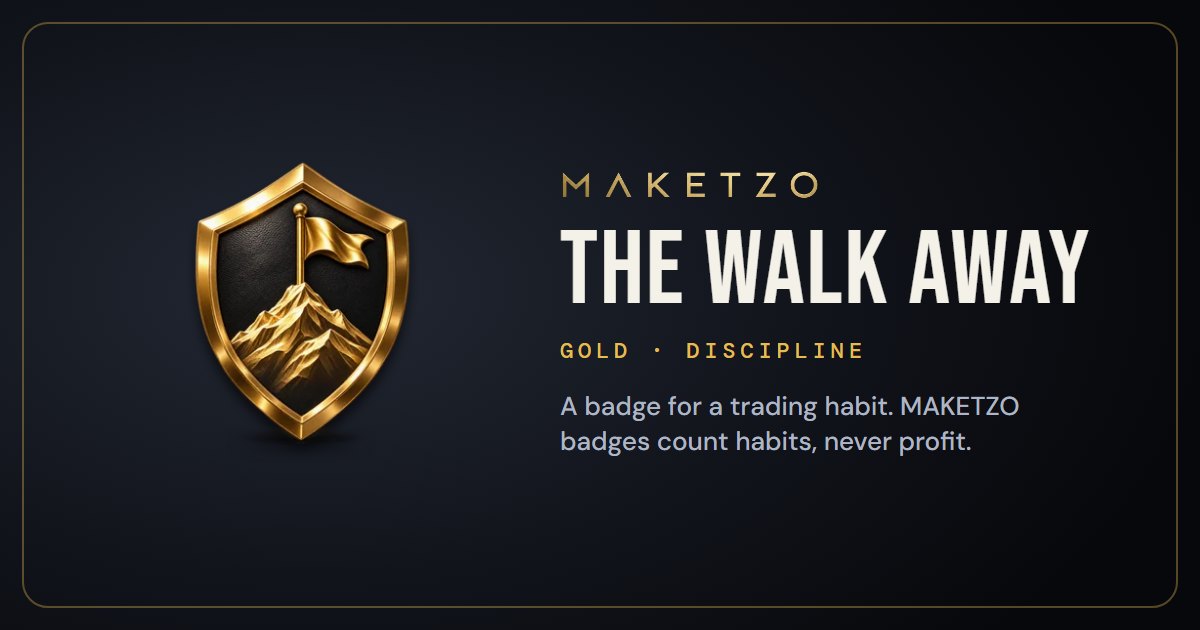 MAKETZO
THE WALK AWAY
GOLD · DISCIPLINE
A badge for a trading habit. MAKETZO
badges count habits, never profit.